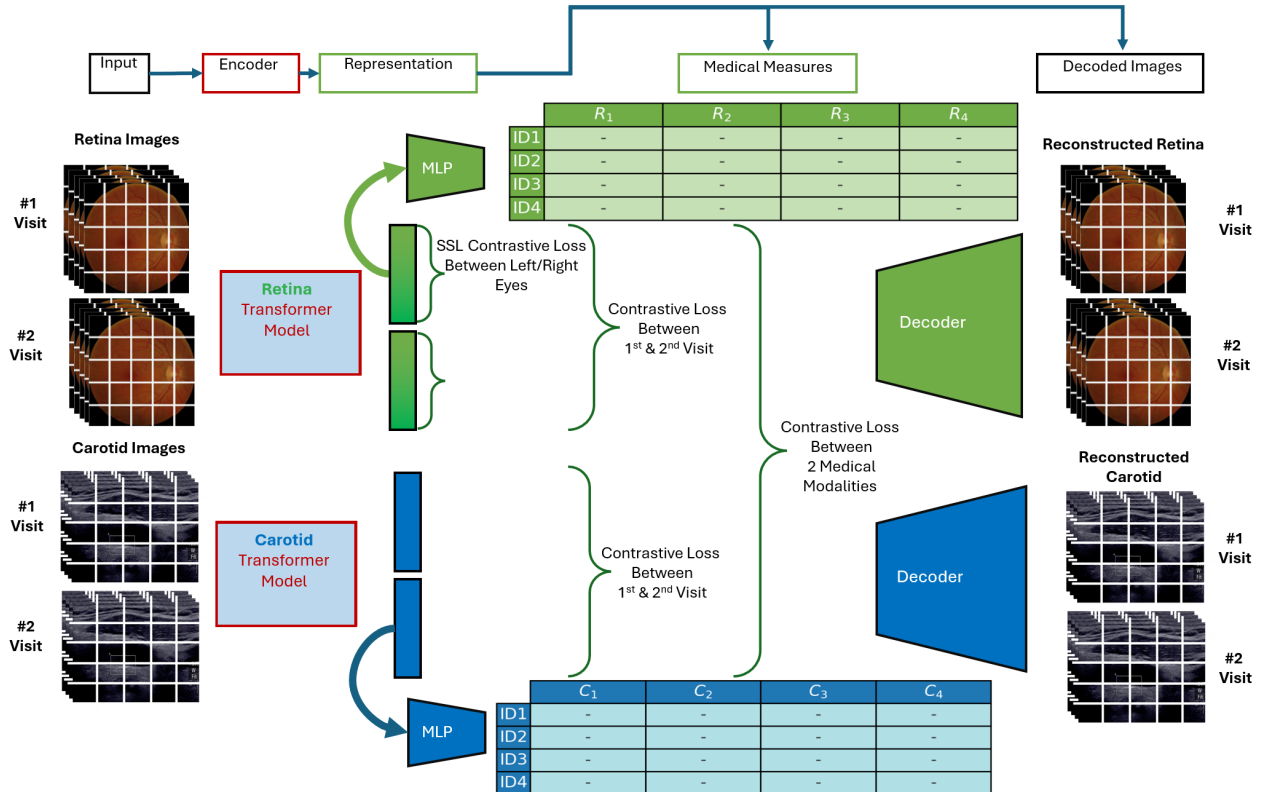 Input
Encoder
Representation
Medical Measures
Decoded Images
Retina Images
#1
Visit
#2
Visit
Carotid Images
#1
Visit
#2
Visit
Retina
Transformer
Model
Carotid
Transformer
Model
MLP
R1 R2 R3 R4
ID1 - - - -
ID2 - - - -
ID3 - - - -
ID4 - - - -
SSL Contrastive Loss
Between Left/Right
Eyes
Contrastive Loss
Between
1st & 2nd Visit
Contrastive Loss
Between
2 Medical
Modalities
Contrastive Loss
Between
1st & 2nd Visit
MLP
C1 C2 C3 C4
ID1 - - - -
ID2 - - - -
ID3 - - - -
ID4 - - - -
Decoder
Decoder
Reconstructed Retina
#1
Visit
#2
Visit
Reconstructed
Carotid
#1
Visit
#2
Visit